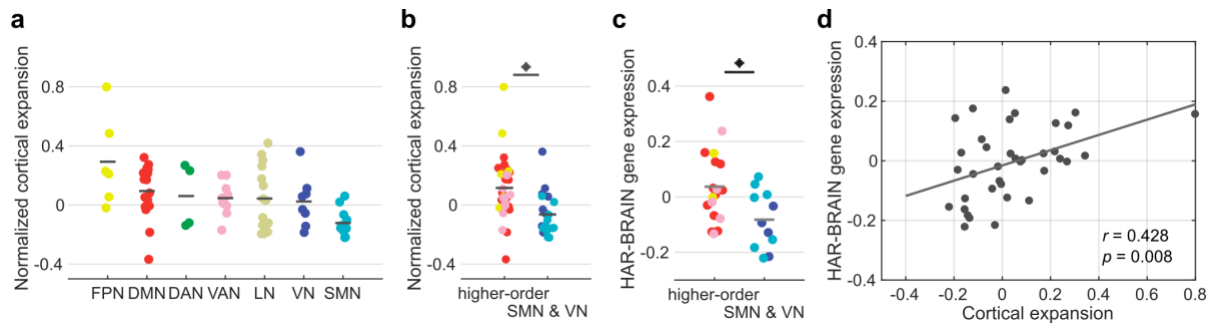 a
Normalized cortical expansion
0.8
0.4
0
-0.4
FPN DMN DAN VAN LN VN SMN
b
Normalized cortical expansion
0.8
0.4
0
-0.4
higher-order
SMN & VN
c
HAR-BRAIN gene expression
0.4
0.2
0
-0.2
higher-order
SMN & VN
d
HAR-BRAIN gene expression
0.4
0.2
0
-0.2
-0.4
r = 0.428
p = 0.008
-0.4 -0.2 0 0.2 0.4 0.6 0.8
Cortical expansion